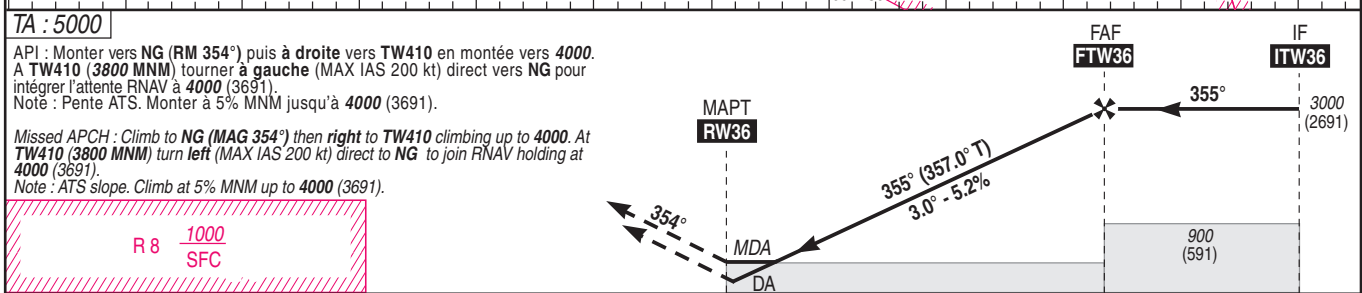 TA : 5000
API : Monter vers NG (RM 354°) puis à droite vers TW410 en montée vers 4000.
A TW410 (3800 MNM) tourner à gauche (MAX IAS 200 kt) direct vers NG pour
intégrer l'attente RNAV à 4000 (3691).
Note : Pente ATS. Monter à 5% MNM jusqu'à 4000 (3691).
Missed APCH : Climb to NG (MAG 354°) then right to TW410 climbing up to 4000. At
TW410 (3800 MNM) turn left (MAX IAS 200 kt) direct to NG to join RNAV holding at
4000 (3691).
Note : ATS slope. Climb at 5% MNM up to 4000 (3691).
R 8 1000
SFC
MAPT
RW36
FAF
FTW36
IF
ITW36
355°
3000
(2691)
355° (357.0° T)
3.0° - 5.2%
354°
MDA
DA
900
(591)